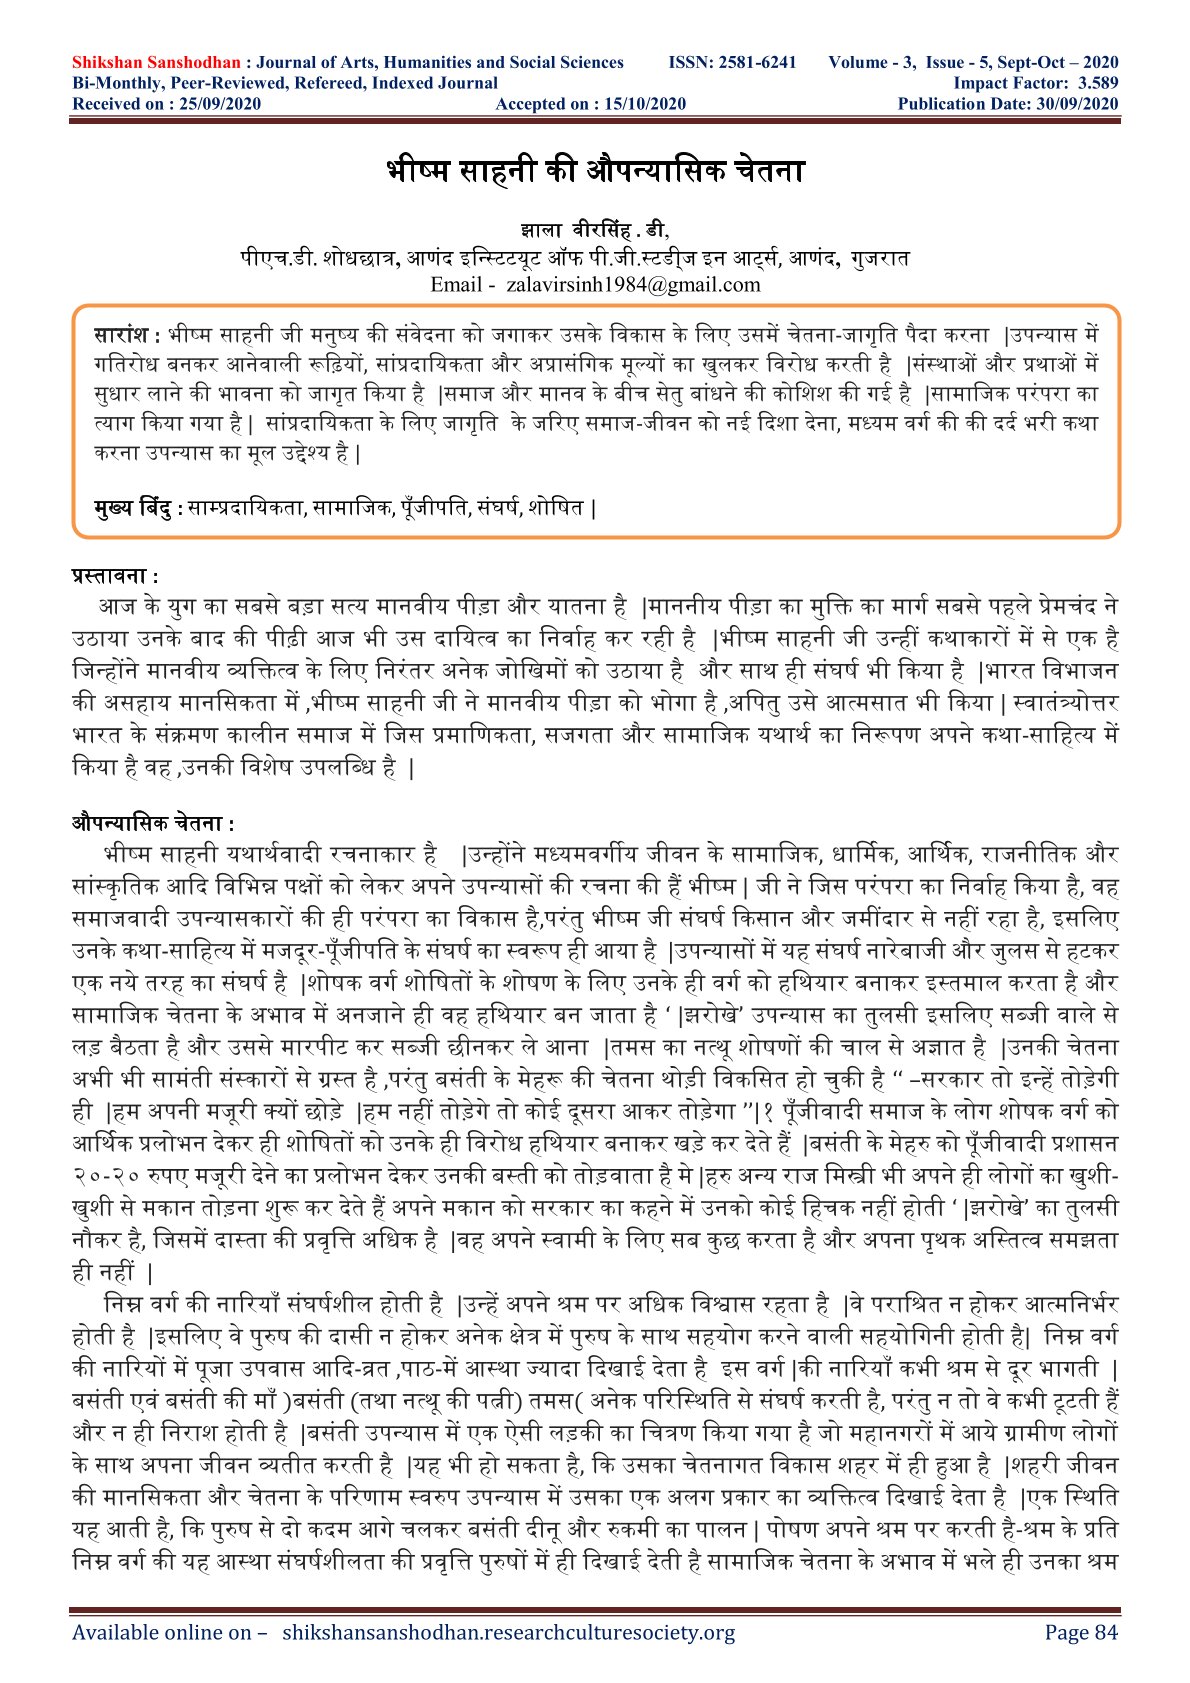 Shikshan Sanshodhan : Journal of Arts, Humanities and Social Sciences ISSN: 2581-6241 Volume - 3, Issue - 5, Sept-Oct – 2020
Bi-Monthly, Peer-Reviewed, Refereed, Indexed Journal Impact Factor: 3.589
Received on : 25/09/2020 Accepted on : 15/10/2020 Publication Date: 30/09/2020
भीष्म साहनी की औपन्यासिक चेतना
झाला वीरसिंह . डी,
पीएच.डी. शोधछात्र, आणंद इन्स्टिटयूट ऑफ पी.जी.स्टडी्ज इन आर्ट्स, आणंद, गुजरात
Email - zalavirsinh1984@gmail.com
सारांश : भीष्म साहनी जी मनुष्य की संवेदना को जगाकर उसके विकास के लिए उसमें चेतना-जागृति पैदा करना |उपन्यास में
गतिरोध बनकर आनेवाली रूढ़ियों, सांप्रदायिकता और अप्रासंगिक मूल्यों का खुलकर विरोध करती है |संस्थाओं और प्रथाओं में
सुधार लाने की भावना को जागृत किया है |समाज और मानव के बीच सेतु बांधने की कोशिश की गई है |सामाजिक परंपरा का
त्याग किया गया है | सांप्रदायिकता के लिए जागृति के जरिए समाज-जीवन को नई दिशा देना, मध्यम वर्ग की की दर्द भरी कथा
करना उपन्यास का मूल उद्देश्य है |
मुख्य बिंदु : साम्प्रदायिकता, सामाजिक, पूँजीपति, संघर्ष, शोषित |
प्रस्तावना :
आज के युग का सबसे बड़ा सत्य मानवीय पीड़ा और यातना है |माननीय पीड़ा का मुक्ति का मार्ग सबसे पहले प्रेमचंद ने
उठाया उनके बाद की पीढ़ी आज भी उस दायित्व का निर्वाह कर रही है |भीष्म साहनी जी उन्हीं कथाकारों में से एक है
जिन्होंने मानवीय व्यक्तित्व के लिए निरंतर अनेक जोखिमों को उठाया है और साथ ही संघर्ष भी किया है |भारत विभाजन
की असहाय मानसिकता में ,भीष्म साहनी जी ने मानवीय पीड़ा को भोगा है ,अपितु उसे आत्मसात भी किया | स्वातंत्र्योत्तर
भारत के संक्रमण कालीन समाज में जिस प्रमाणिकता, सजगता और सामाजिक यथार्थ का निरूपण अपने कथा-साहित्य में
किया है वह ,उनकी विशेष उपलब्धि है |
औपन्यासिक चेतना :
भीष्म साहनी यथार्थवादी रचनाकार है |उन्होंने मध्यमवर्गीय जीवन के सामाजिक, धार्मिक, आर्थिक, राजनीतिक और
सांस्कृतिक आदि विभिन्न पक्षों को लेकर अपने उपन्यासों की रचना की हैं भीष्म | जी ने जिस परंपरा का निर्वाह किया है, वह
समाजवादी उपन्यासकारों की ही परंपरा का विकास है,परंतु भीष्म जी संघर्ष किसान और जमींदार से नहीं रहा है, इसलिए
उनके कथा-साहित्य में मजदूर-पूँजीपति के संघर्ष का स्वरूप ही आया है |उपन्यासों में यह संघर्ष नारेबाजी और जुलस से हटकर
एक नये तरह का संघर्ष है |शोषक वर्ग शोषितों के शोषण के लिए उनके ही वर्ग को हथियार बनाकर इस्तमाल करता है और
सामाजिक चेतना के अभाव में अनजाने ही वह हथियार बन जाता है ‘ |झरोखे’ उपन्यास का तुलसी इसलिए सब्जी वाले से
लड़ बैठता है और उससे मारपीट कर सब्जी छीनकर ले आना |तमस का नत्थू शोषणों की चाल से अज्ञात है |उनकी चेतना
अभी भी सामंती संस्कारों से ग्रस्त है ,परंतु बसंती के मेहरू की चेतना थोड़ी विकसित हो चुकी है “ –सरकार तो इन्हें तोड़ेगी
ही |हम अपनी मजूरी क्यों छोड़े |हम नहीं तोड़ेगे तो कोई दूसरा आकर तोड़ेगा ”|१ पूँजीवादी समाज के लोग शोषक वर्ग को
आर्थिक प्रलोभन देकर ही शोषितों को उनके ही विरोध हथियार बनाकर खड़े कर देते हैं |बसंती के मेहरु को पूँजीवादी प्रशासन
२०-२० रुपए मजूरी देने का प्रलोभन देकर उनकी बस्ती को तोड़वाता है मे |हरु अन्य राज मिस्त्री भी अपने ही लोगों का खुशी-
खुशी से मकान तोड़ना शुरू कर देते हैं अपने मकान को सरकार का कहने में उनको कोई हिचक नहीं होती ‘ |झरोखे’ का तुलसी
नौकर है, जिसमें दास्ता की प्रवृत्ति अधिक है |वह अपने स्वामी के लिए सब कुछ करता है और अपना पृथक अस्तित्व समझता
ही नहीं |
निम्न वर्ग की नारियाँ संघर्षशील होती है |उन्हें अपने श्रम पर अधिक विश्वास रहता है |वे पराश्रित न होकर आत्मनिर्भर
होती है |इसलिए वे पुरुष की दासी न होकर अनेक क्षेत्र में पुरुष के साथ सहयोग करने वाली सहयोगिनी होती है| निम्न वर्ग
की नारियों में पूजा उपवास आदि-व्रत ,पाठ-में आस्था ज्यादा दिखाई देता है इस वर्ग |की नारियाँ कभी श्रम से दूर भागती |
बसंती एवं बसंती की माँ )बसंती (तथा नत्थू की पत्नी) तमस( अनेक परिस्थिति से संघर्ष करती है, परंतु न तो वे कभी टूटती हैं
और न ही निराश होती है |बसंती उपन्यास में एक ऐसी लड़की का चित्रण किया गया है जो महानगरों में आये ग्रामीण लोगों
के साथ अपना जीवन व्यतीत करती है |यह भी हो सकता है, कि उसका चेतनागत विकास शहर में ही हुआ है |शहरी जीवन
की मानसिकता और चेतना के परिणाम स्वरुप उपन्यास में उसका एक अलग प्रकार का व्यक्तित्व दिखाई देता है |एक स्थिति
यह आती है, कि पुरुष से दो कदम आगे चलकर बसंती दीनू और रुकमी का पालन | पोषण अपने श्रम पर करती है-श्रम के प्रति
निम्न वर्ग की यह आस्था संघर्षशीलता की प्रवृत्ति पुरुषों में ही दिखाई देती है सामाजिक चेतना के अभाव में भले ही उनका श्रम
Available online on – shikshansanshodhan.researchculturesociety.org Page 84